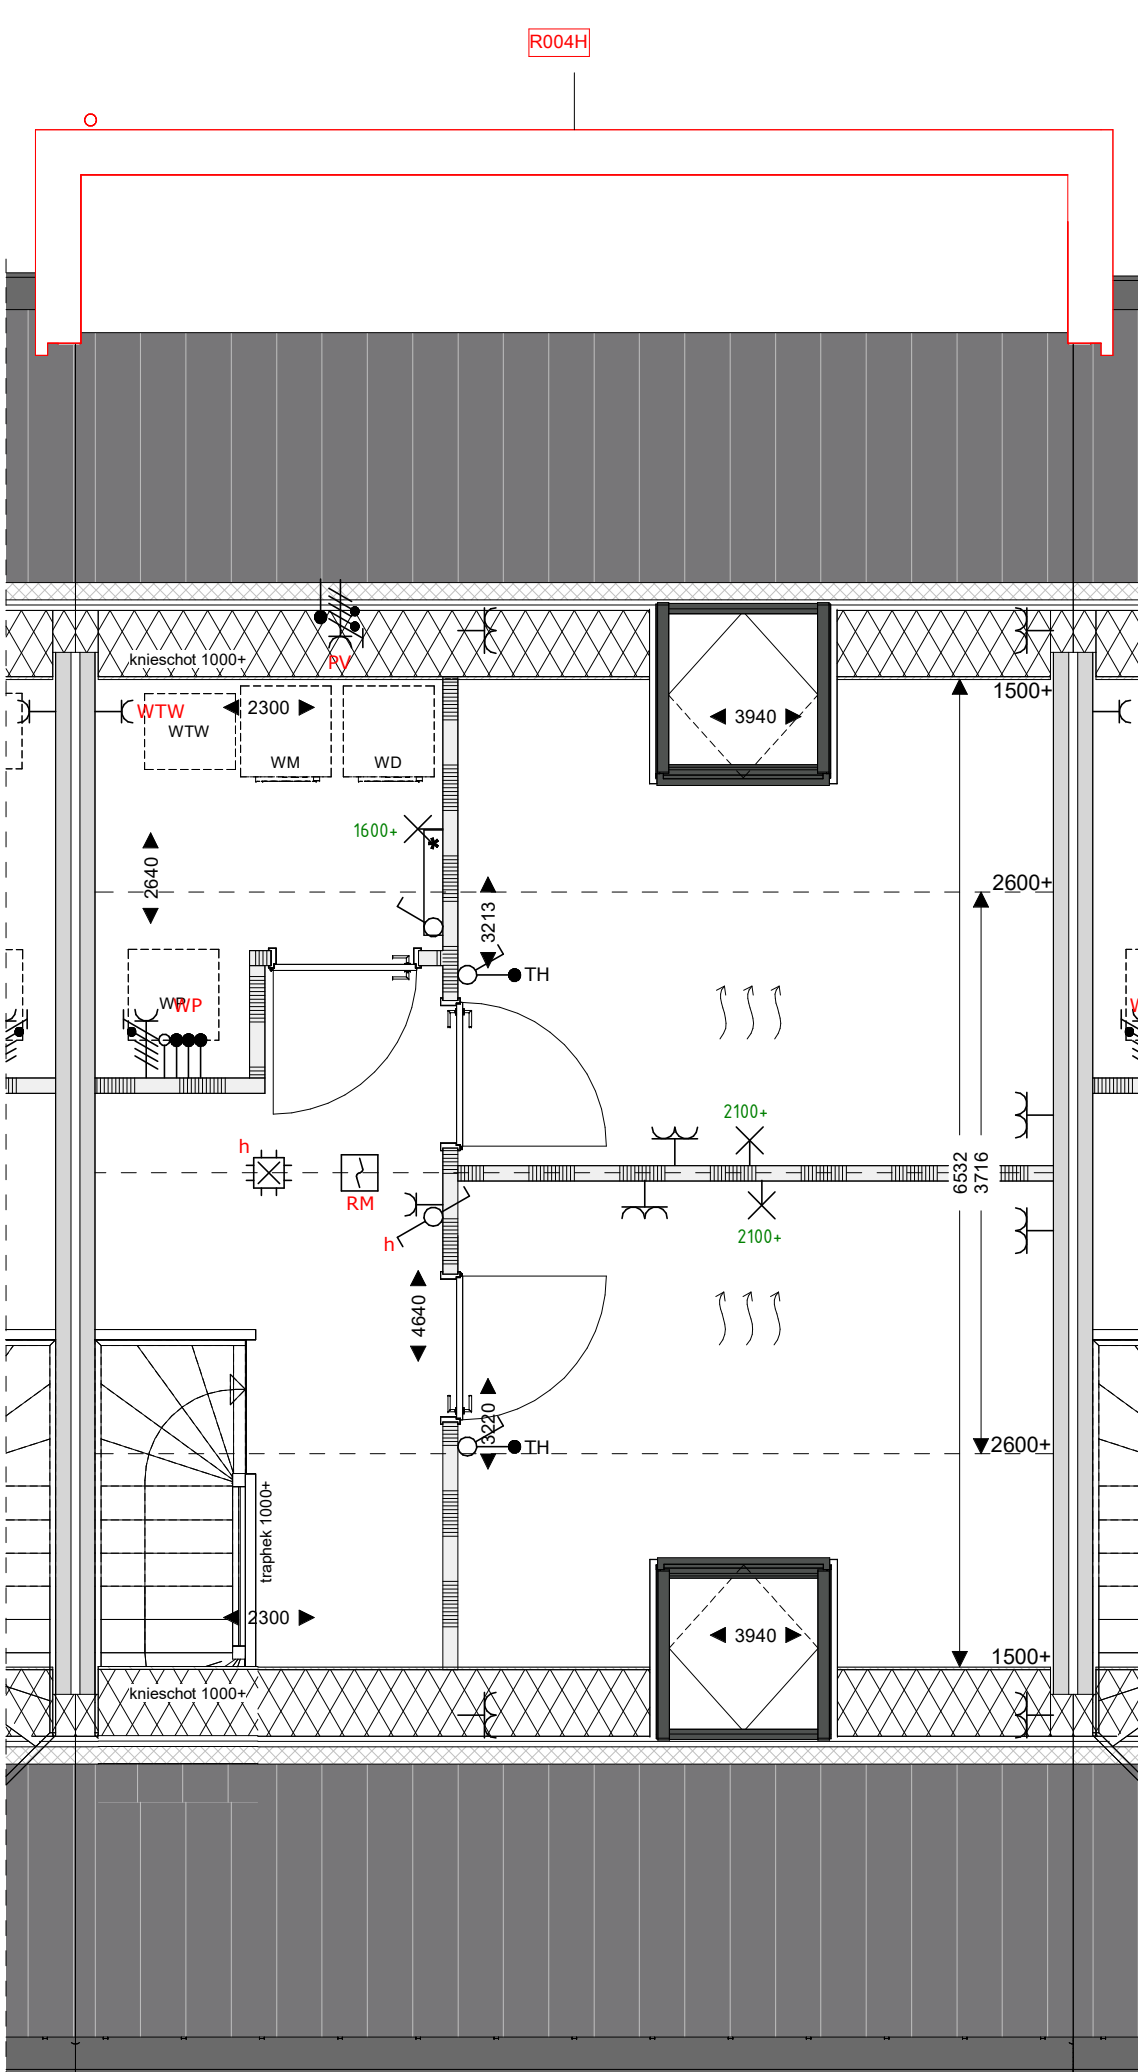 R004H
knieschot 1000+
PV
1500+
WTW
WTW
2300
WM
WD
3940
1600+
2640
2600+
3213
TH
WP
WP
2100+
h
RM
6532
3716
h
2100+
4640
3220
TH
2600+
traphek 1000+
2300
3940
1500+
knieschot 1000+